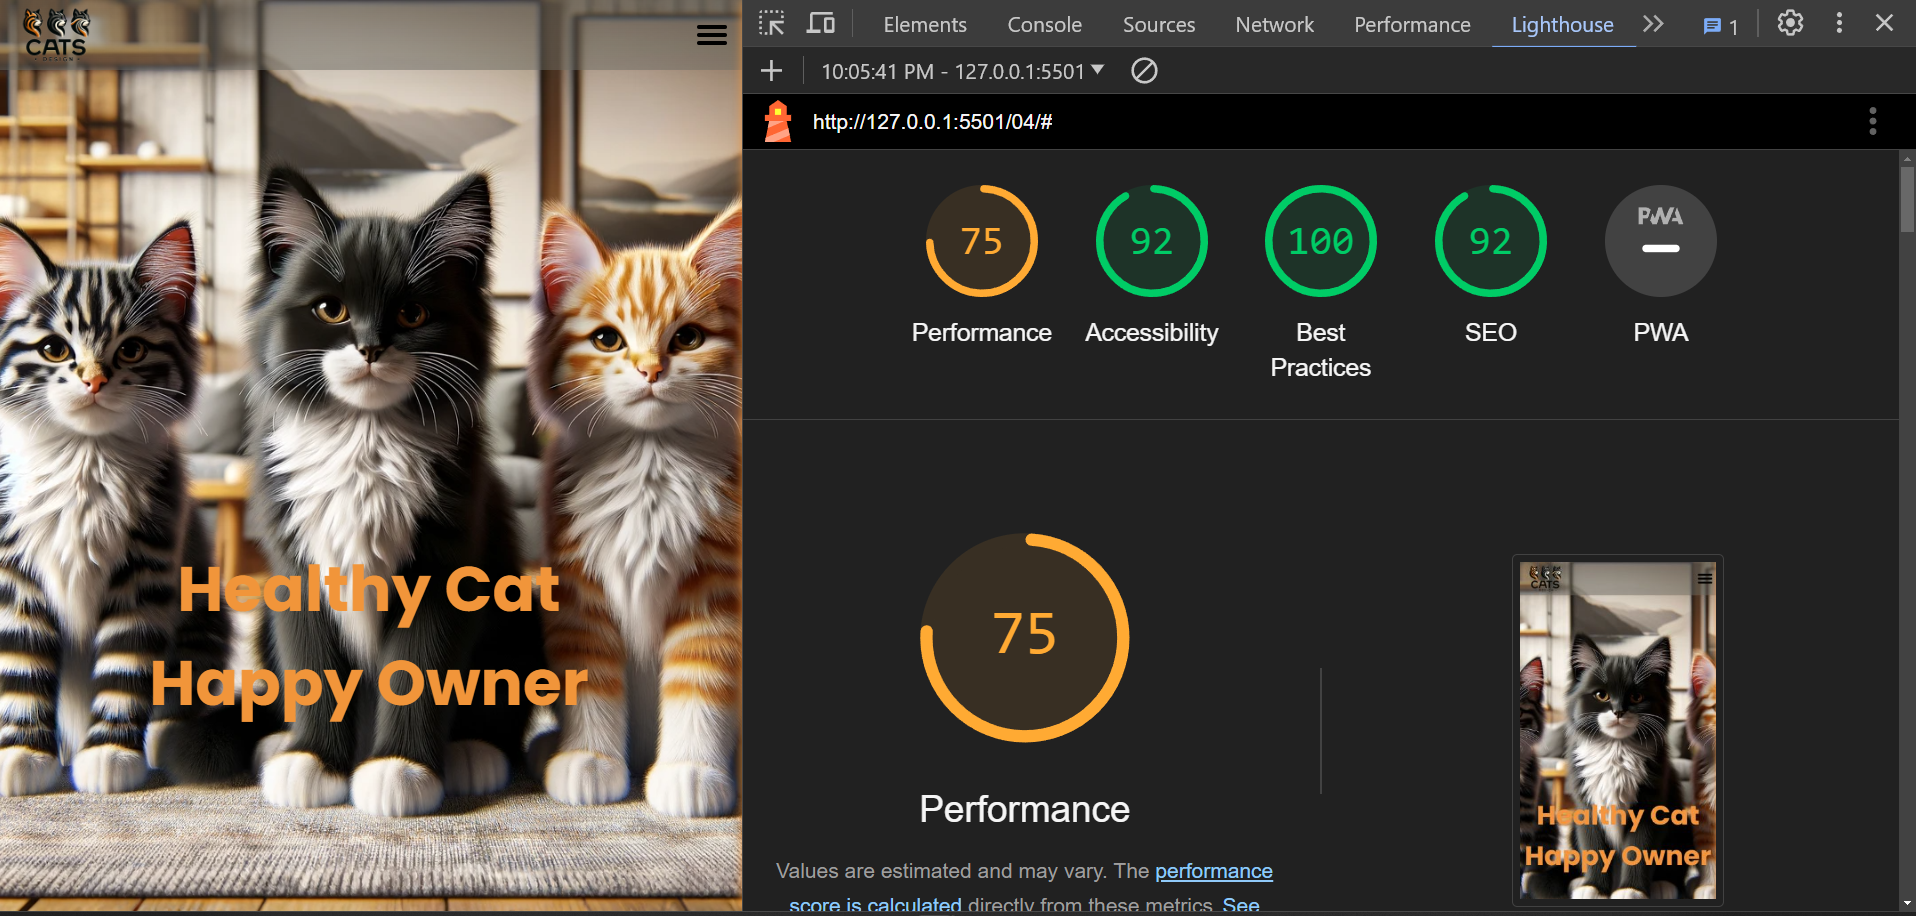 CATS
DESIGN
Healthy Cat
Happy Owner
Elements
Console
Sources
Network
Performance
Lighthouse
1
10:05:41 PM - 127.0.0.1:5501
http://127.0.0.1:5501/04/#
75
92
100
92
PWA
Performance
Accessibility
Best
Practices
SEO
PWA
75
Performance
Values are estimated and may vary. The performance
score is calculated directly from these metrics. See
CATS
Healthy Cat
Happy Owner